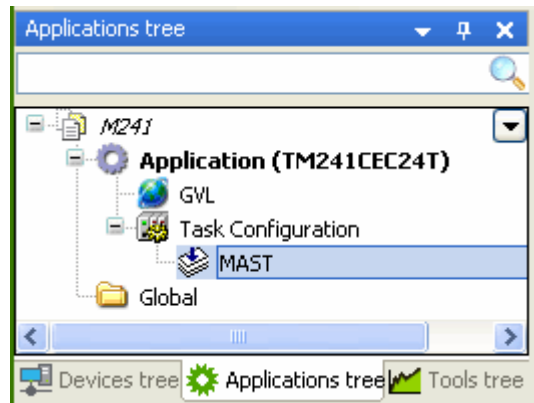 Applications tree
M241
Application (TM241CEC24T)
GVL
Task Configuration
MAST
Global
Devices tree Applications tree Tools tree